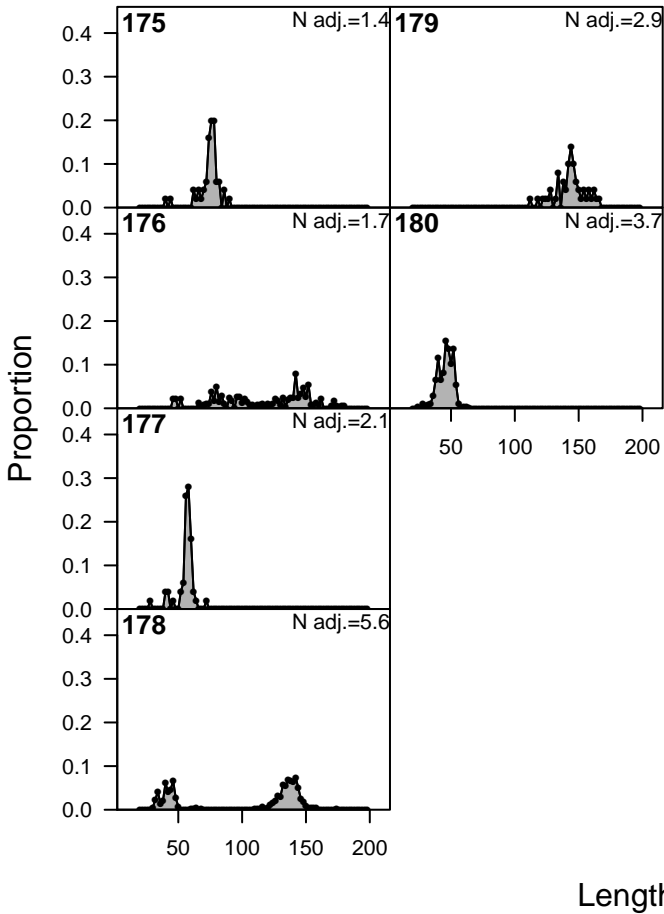 175 N adj.=1.4
179 N adj.=2.9
0.4
0.3
0.2
0.1
0.0
176 N adj.=1.7
180 N adj.=3.7
0.4
0.3
0.2
0.1
0.0
50 100 150 200
177 N adj.=2.1
0.4
0.3
0.2
0.1
0.0
178 N adj.=5.6
0.4
0.3
0.2
0.1
0.0
50 100 150 200
Proportion
Length